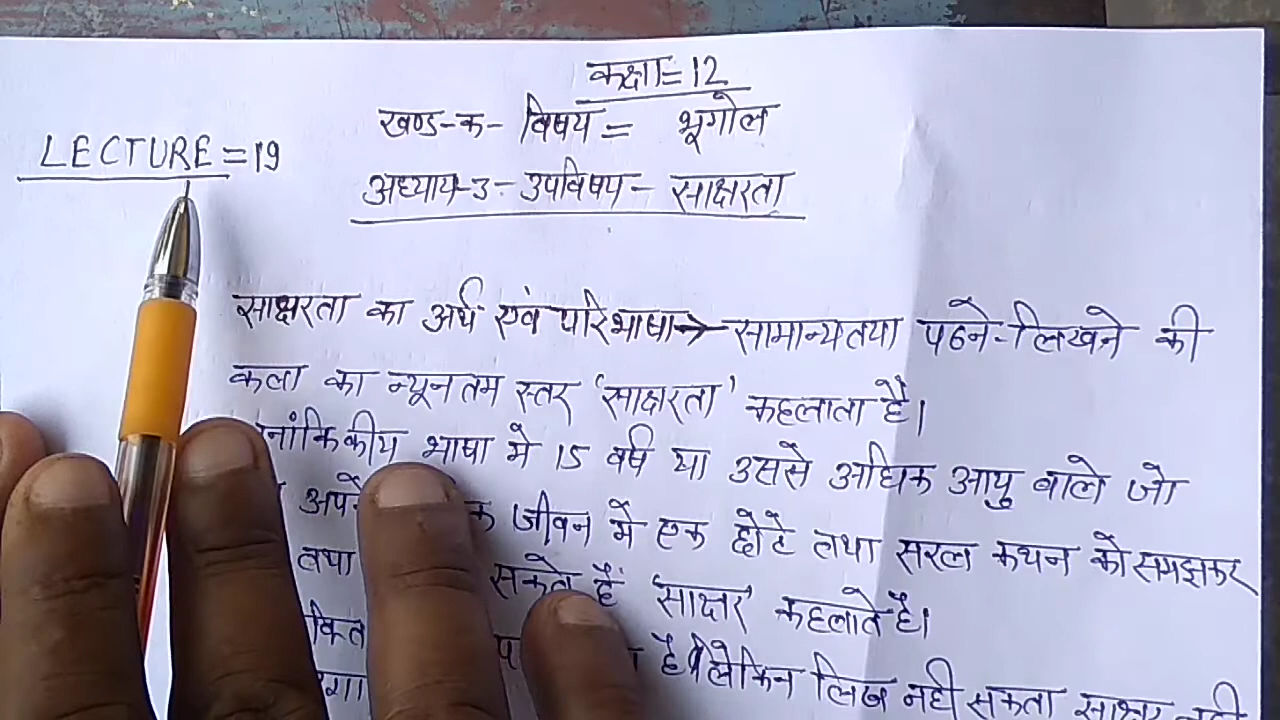 कक्षा=12
खण्ड-क- विषय = भूगोल
LECTURE=19
अध्याय-3- उपविषय- साक्षरता
साक्षरता का अर्थ एवं परिभाषा→ सामान्यतया पढने-लिखने की
कला का न्यूनतम स्तर 'साक्षरता' कहलाता है।
भाषा मे 15 वर्ष या उससे अधिक आयु वाले जो
जीवन में एक छोटे तथा सरल कथन को समझकर
तथा सकते हैं 'साक्षर' कहलाते है।
है लेकिन लिख नही सकता साक्षर